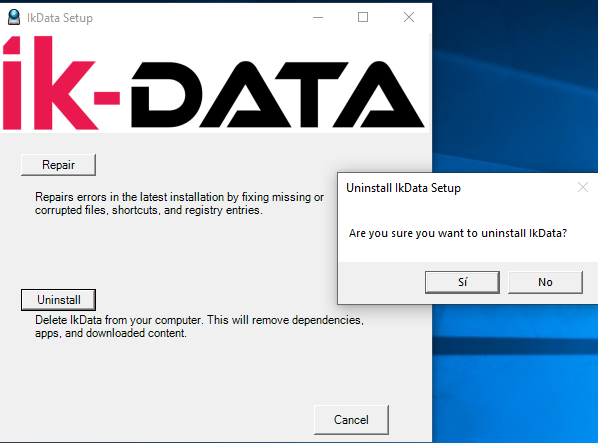 IkData Setup
ik-DATA
Repair
Repairs errors in the latest installation by fixing missing or
corrupted files, shortcuts, and registry entries.
Uninstall IkData Setup
Are you sure you want to uninstall IkData?
Sí
No
Uninstall
Delete IkData from your computer. This will remove dependencies,
apps, and downloaded content.
Cancel